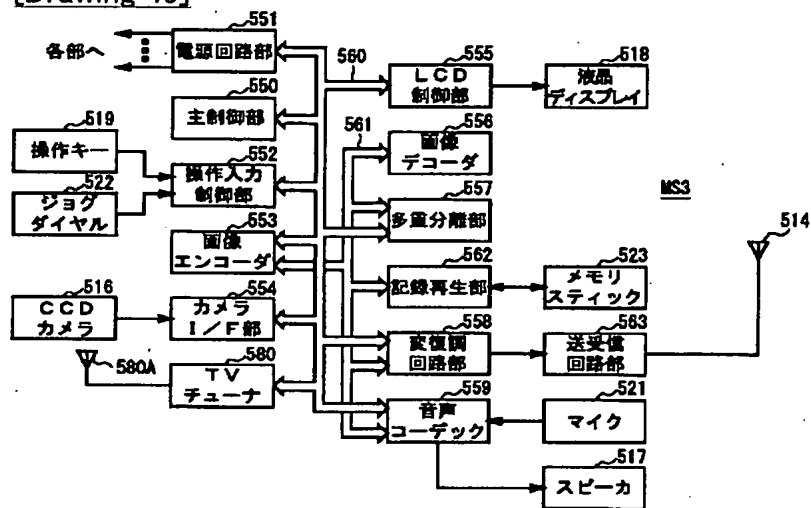 551
電源回路部
各部へ
560
555
LCD
制御部
518
液晶
ディスプレイ
550
主制御部
519
操作キー
561
556
画像
デコーダ
552
操作入力
制御部
522
ジョグ
ダイヤル
557
多重分離部
MS3
514
553
画像
エンコーダ
562
記録再生部
523
メモリ
スティック
516
CCD
カメラ
554
カメラ
I/F部
558
変復調
回路部
563
送受信
回路部
580A
580
TV
チューナ
559
音声
コーデック
521
マイク
517
スピーカ